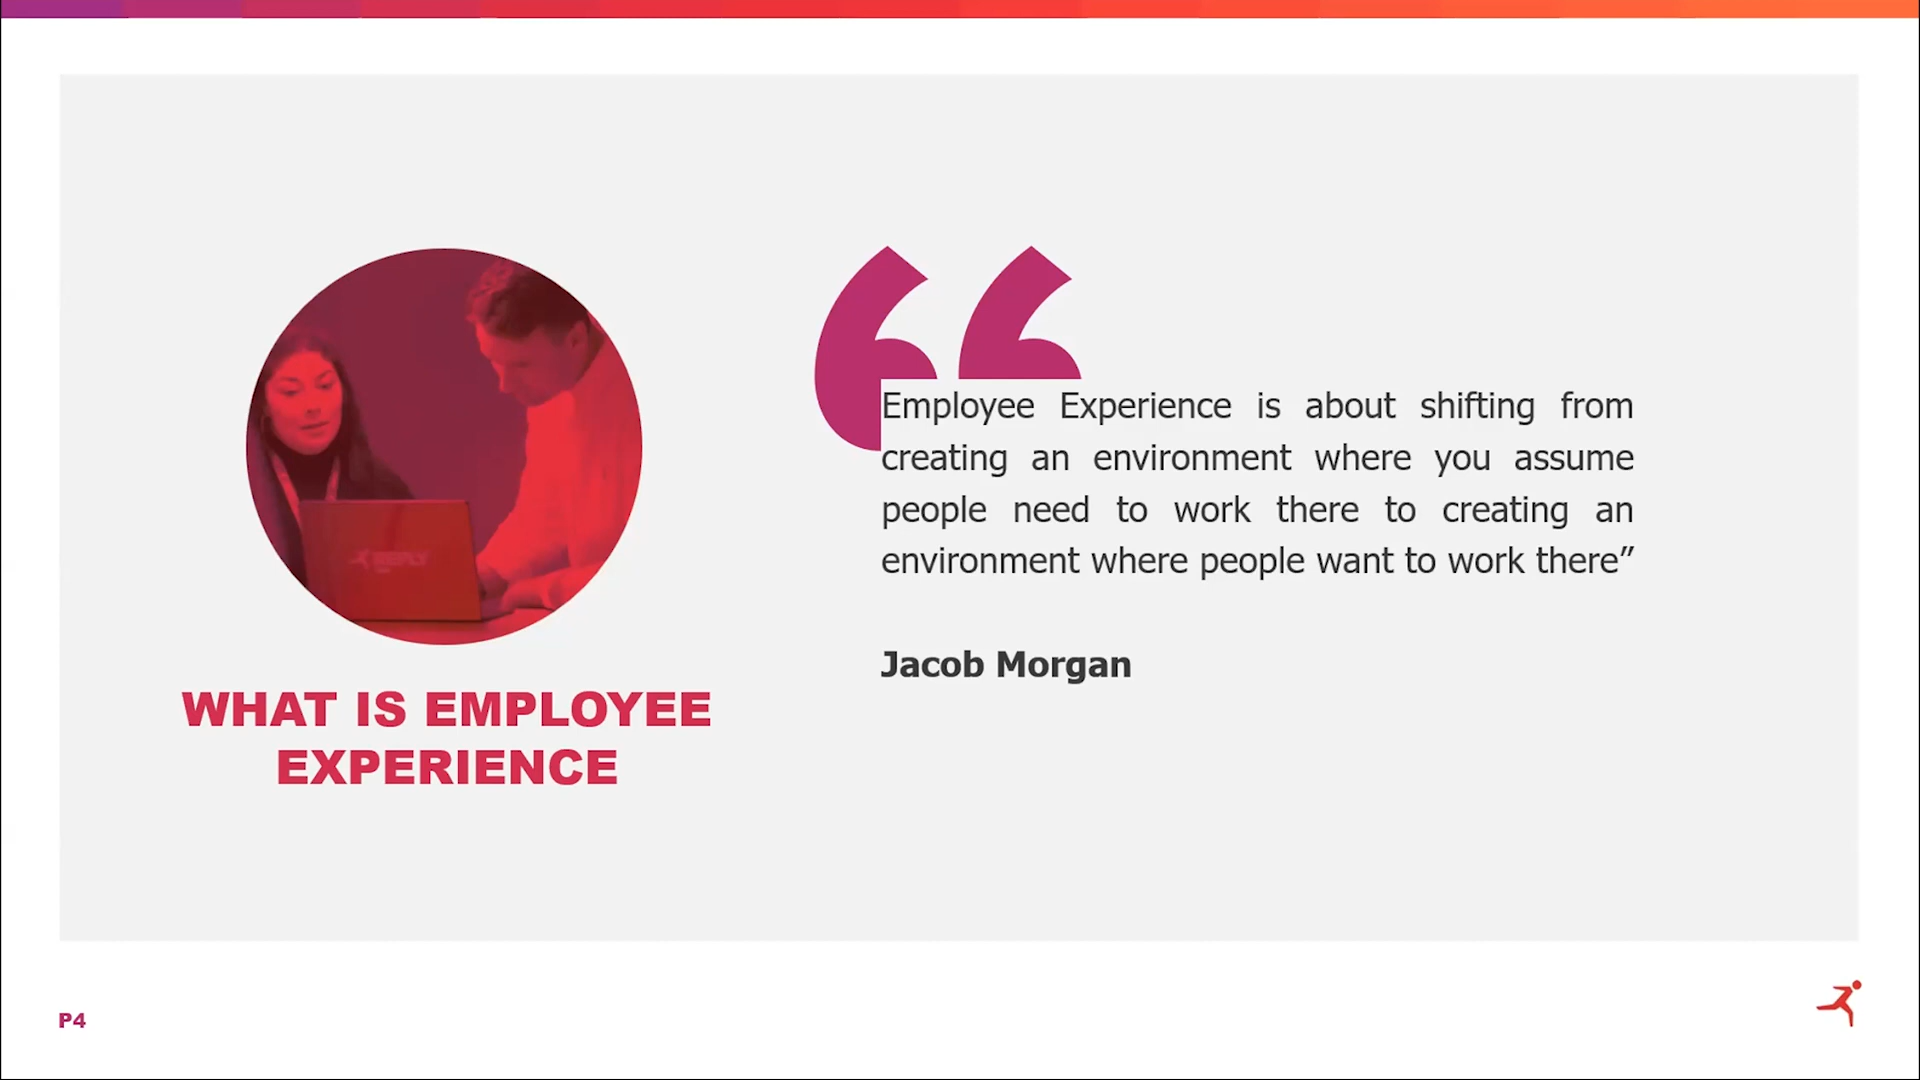 WHAT IS EMPLOYEE
EXPERIENCE
Employee Experience is about shifting from
creating an environment where you assume
people need to work there to creating an
environment where people want to work there”
Jacob Morgan
P4